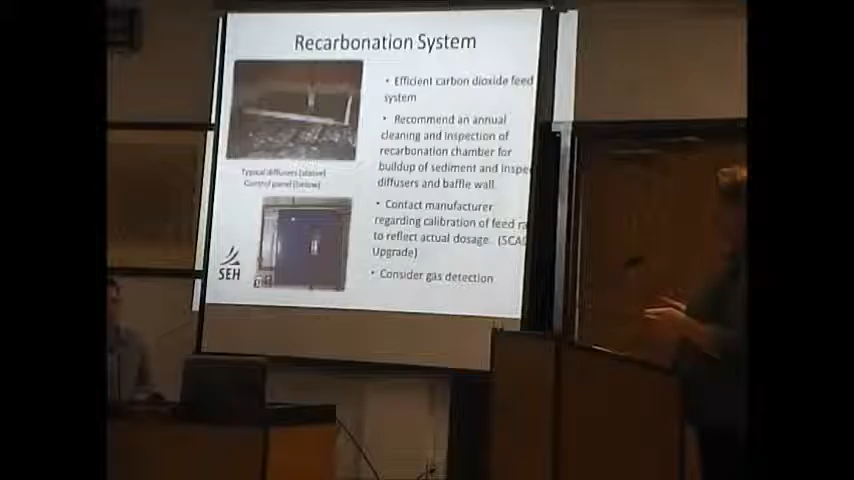 Recarbonation System
• Efficient carbon dioxide feed
system
• Recommend an annual
cleaning and inspection of
recarbonation chamber for
buildup of sediment and inspe
diffusers and baffle wall
• Contact manufacturer
regarding calibration of feed ra
to reflect actual dosage. (SCAD
Upgrade)
• Consider gas detection
Typical diffusers (above)
Control panel (below)
SEH